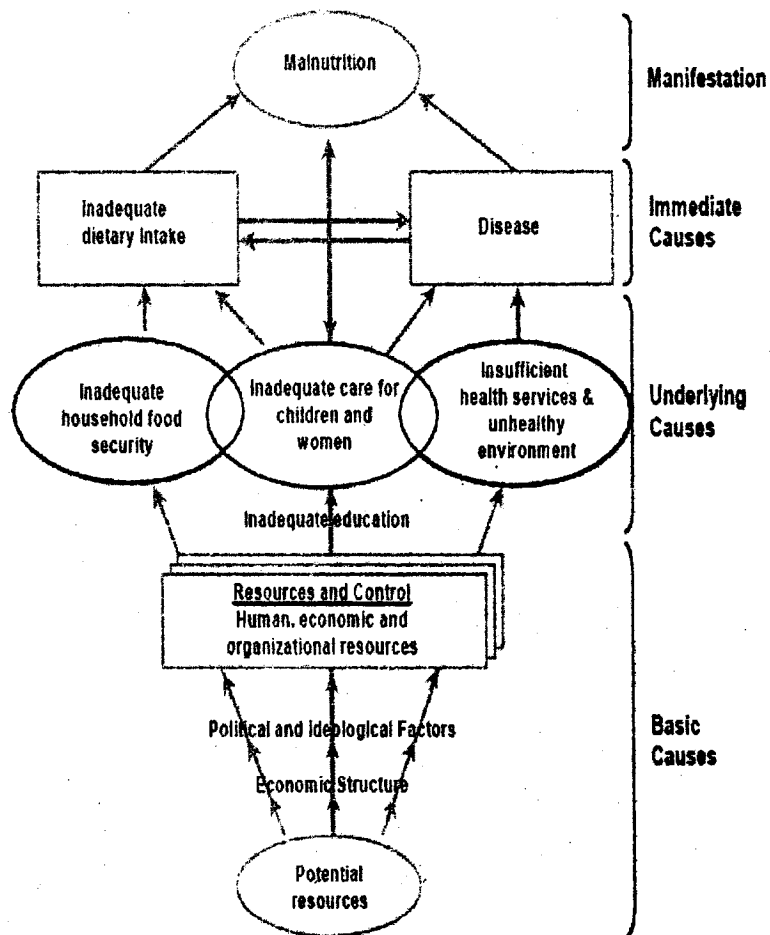 Malnutrition
Manifestation
Inadequate
dietary intake
Disease
Immediate
Causes
Inadequate
household food
security
Inadequate care for
children and
women
Insufficient
health services &
unhealthy
environment
Underlying
Causes
Inadequate education
Resources and Control
Human, economic and
organizational resources
Political and Ideological Factors
Economic Structure
Basic
Causes
Potential
resources